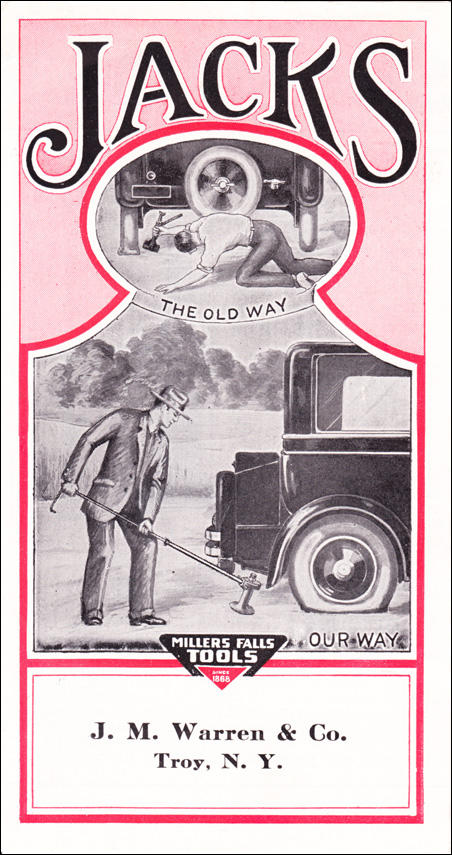 JACKS
THE OLD WAY
OUR WAY
MILLERS FALLS
TOOLS
SINCE
1868
J. M. Warren & Co.
Troy, N. Y.